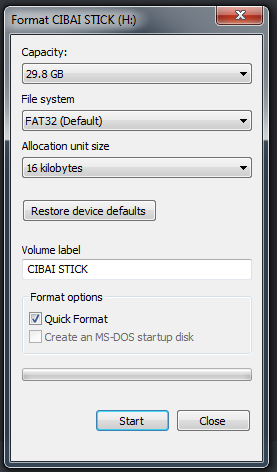 Format CIBAI STICK (H:)
Capacity:
29.8 GB
File system
FAT32 (Default)
Allocation unit size
16 kilobytes
Restore device defaults
Volume label
CIBAI STICK
Format options
Quick Format
Create an MS-DOS startup disk
Start Close